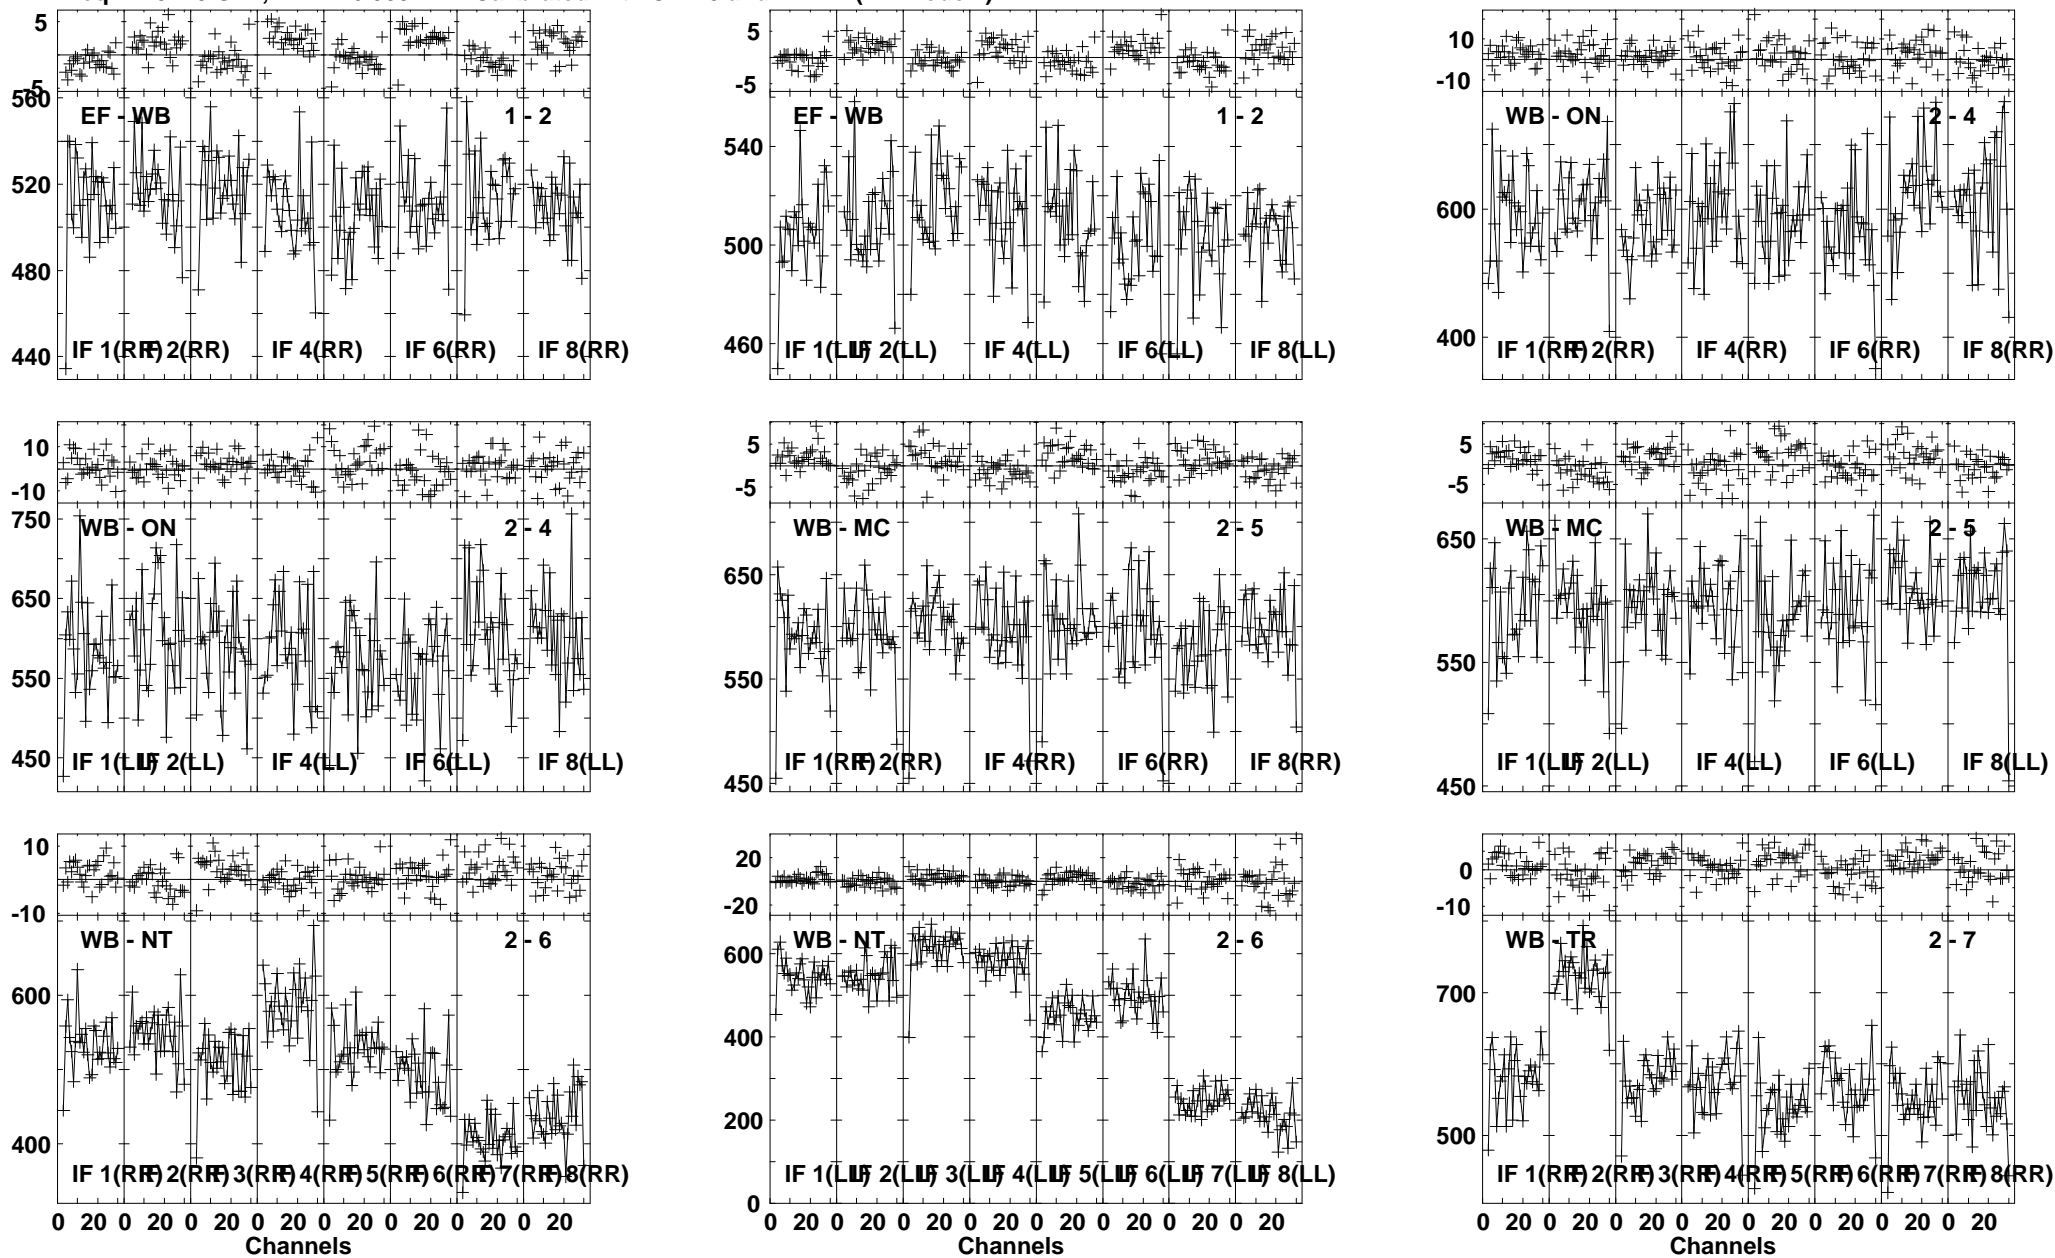 5
-5
560
520
480
440
EF - WB 1 - 2
IF 1(RR) IF 2(RR) IF 4(RR) IF 6(RR) IF 8(RR)
5
-5
540
500
460
EF - WB 1 - 2
IF 1(LL) IF 2(LL) IF 4(LL) IF 6(LL) IF 8(LL)
10
-10
600
400
WB - ON 2 - 4
IF 1(RR) IF 2(RR) IF 4(RR) IF 6(RR) IF 8(RR)
10
-10
750
650
550
450
WB - ON 2 - 4
IF 1(LL) IF 2(LL) IF 4(LL) IF 6(LL) IF 8(LL)
5
-5
650
550
450
WB - MC 2 - 5
IF 1(RR) IF 2(RR) IF 4(RR) IF 6(RR) IF 8(RR)
5
-5
650
550
450
WB - MC 2 - 5
IF 1(LL) IF 2(LL) IF 4(LL) IF 6(LL) IF 8(LL)
10
-10
600
400
WB - NT 2 - 6
IF 1(RR) IF 2(RR) IF 3(RR) IF 4(RR) IF 5(RR) IF 6(RR) IF 7(RR) IF 8(RR)
0 20 0 20 0 20 0 20 0 20 0 20 0 20 0 20
Channels
20
-20
600
400
200
0
WB - NT 2 - 6
IF 1(LL) IF 2(LL) IF 3(LL) IF 4(LL) IF 5(LL) IF 6(LL) IF 7(LL) IF 8(LL)
0 20 0 20 0 20 0 20 0 20 0 20 0 20 0 20
Channels
0
-10
700
500
WB - TR 2 - 7
IF 1(RR) IF 2(RR) IF 3(RR) IF 4(RR) IF 5(RR) IF 6(RR) IF 7(RR) IF 8(RR)
0 20 0 20 0 20 0 20 0 20 0 20 0 20 0 20
Channels